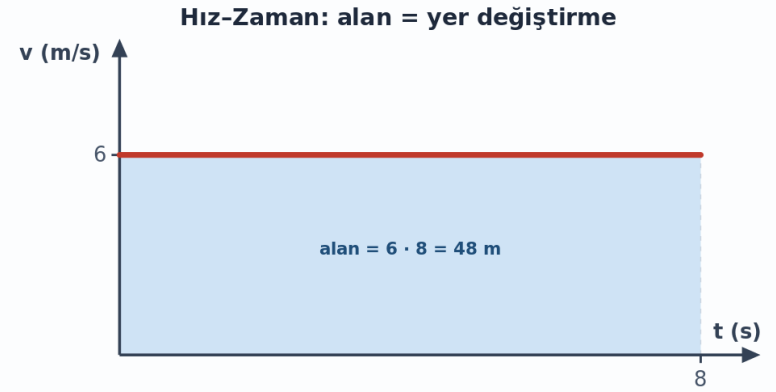 Hız–Zaman: alan = yer değiştirme
v (m/s)
6
alan = 6 · 8 = 48 m
t (s)
8